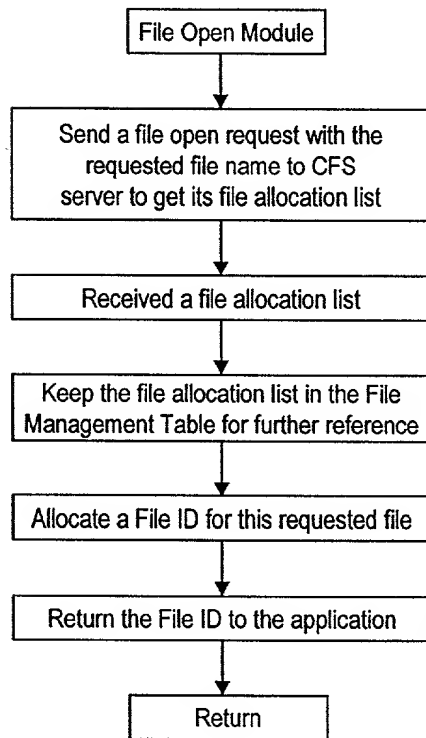 File Open Module
Send a file open request with the
requested file name to CFS
server to get its file allocation list
Received a file allocation list
Keep the file allocation list in the File
Management Table for further reference
Allocate a File ID for this requested file
Return the File ID to the application
Return